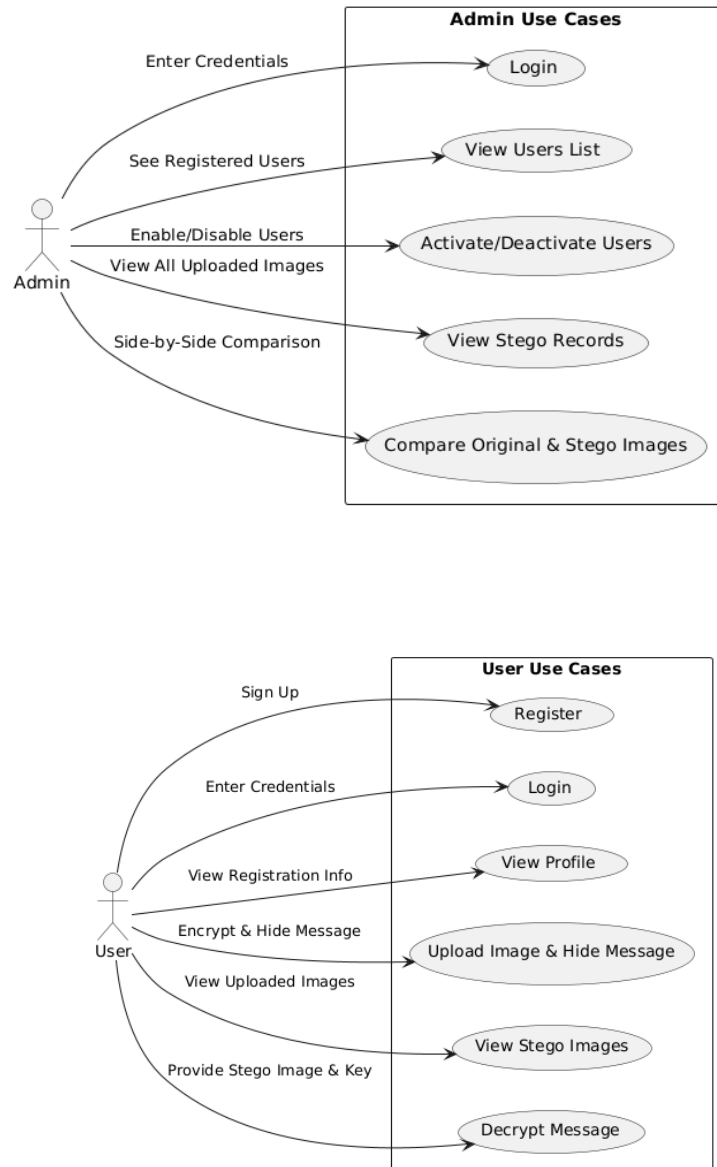 Admin Use Cases
Enter Credentials
Login
See Registered Users
View Users List
Enable/Disable Users
Activate/Deactivate Users
View All Uploaded Images
Admin
View Stego Records
Side-by-Side Comparison
Compare Original & Stego Images
User Use Cases
Sign Up
Register
Enter Credentials
Login
View Registration Info
View Profile
Encrypt & Hide Message
User
Upload Image & Hide Message
View Uploaded Images
View Stego Images
Provide Stego Image & Key
Decrypt Message